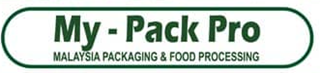 My - Pack Pro
MALAYSIA PACKAGING & FOOD PROCESSING